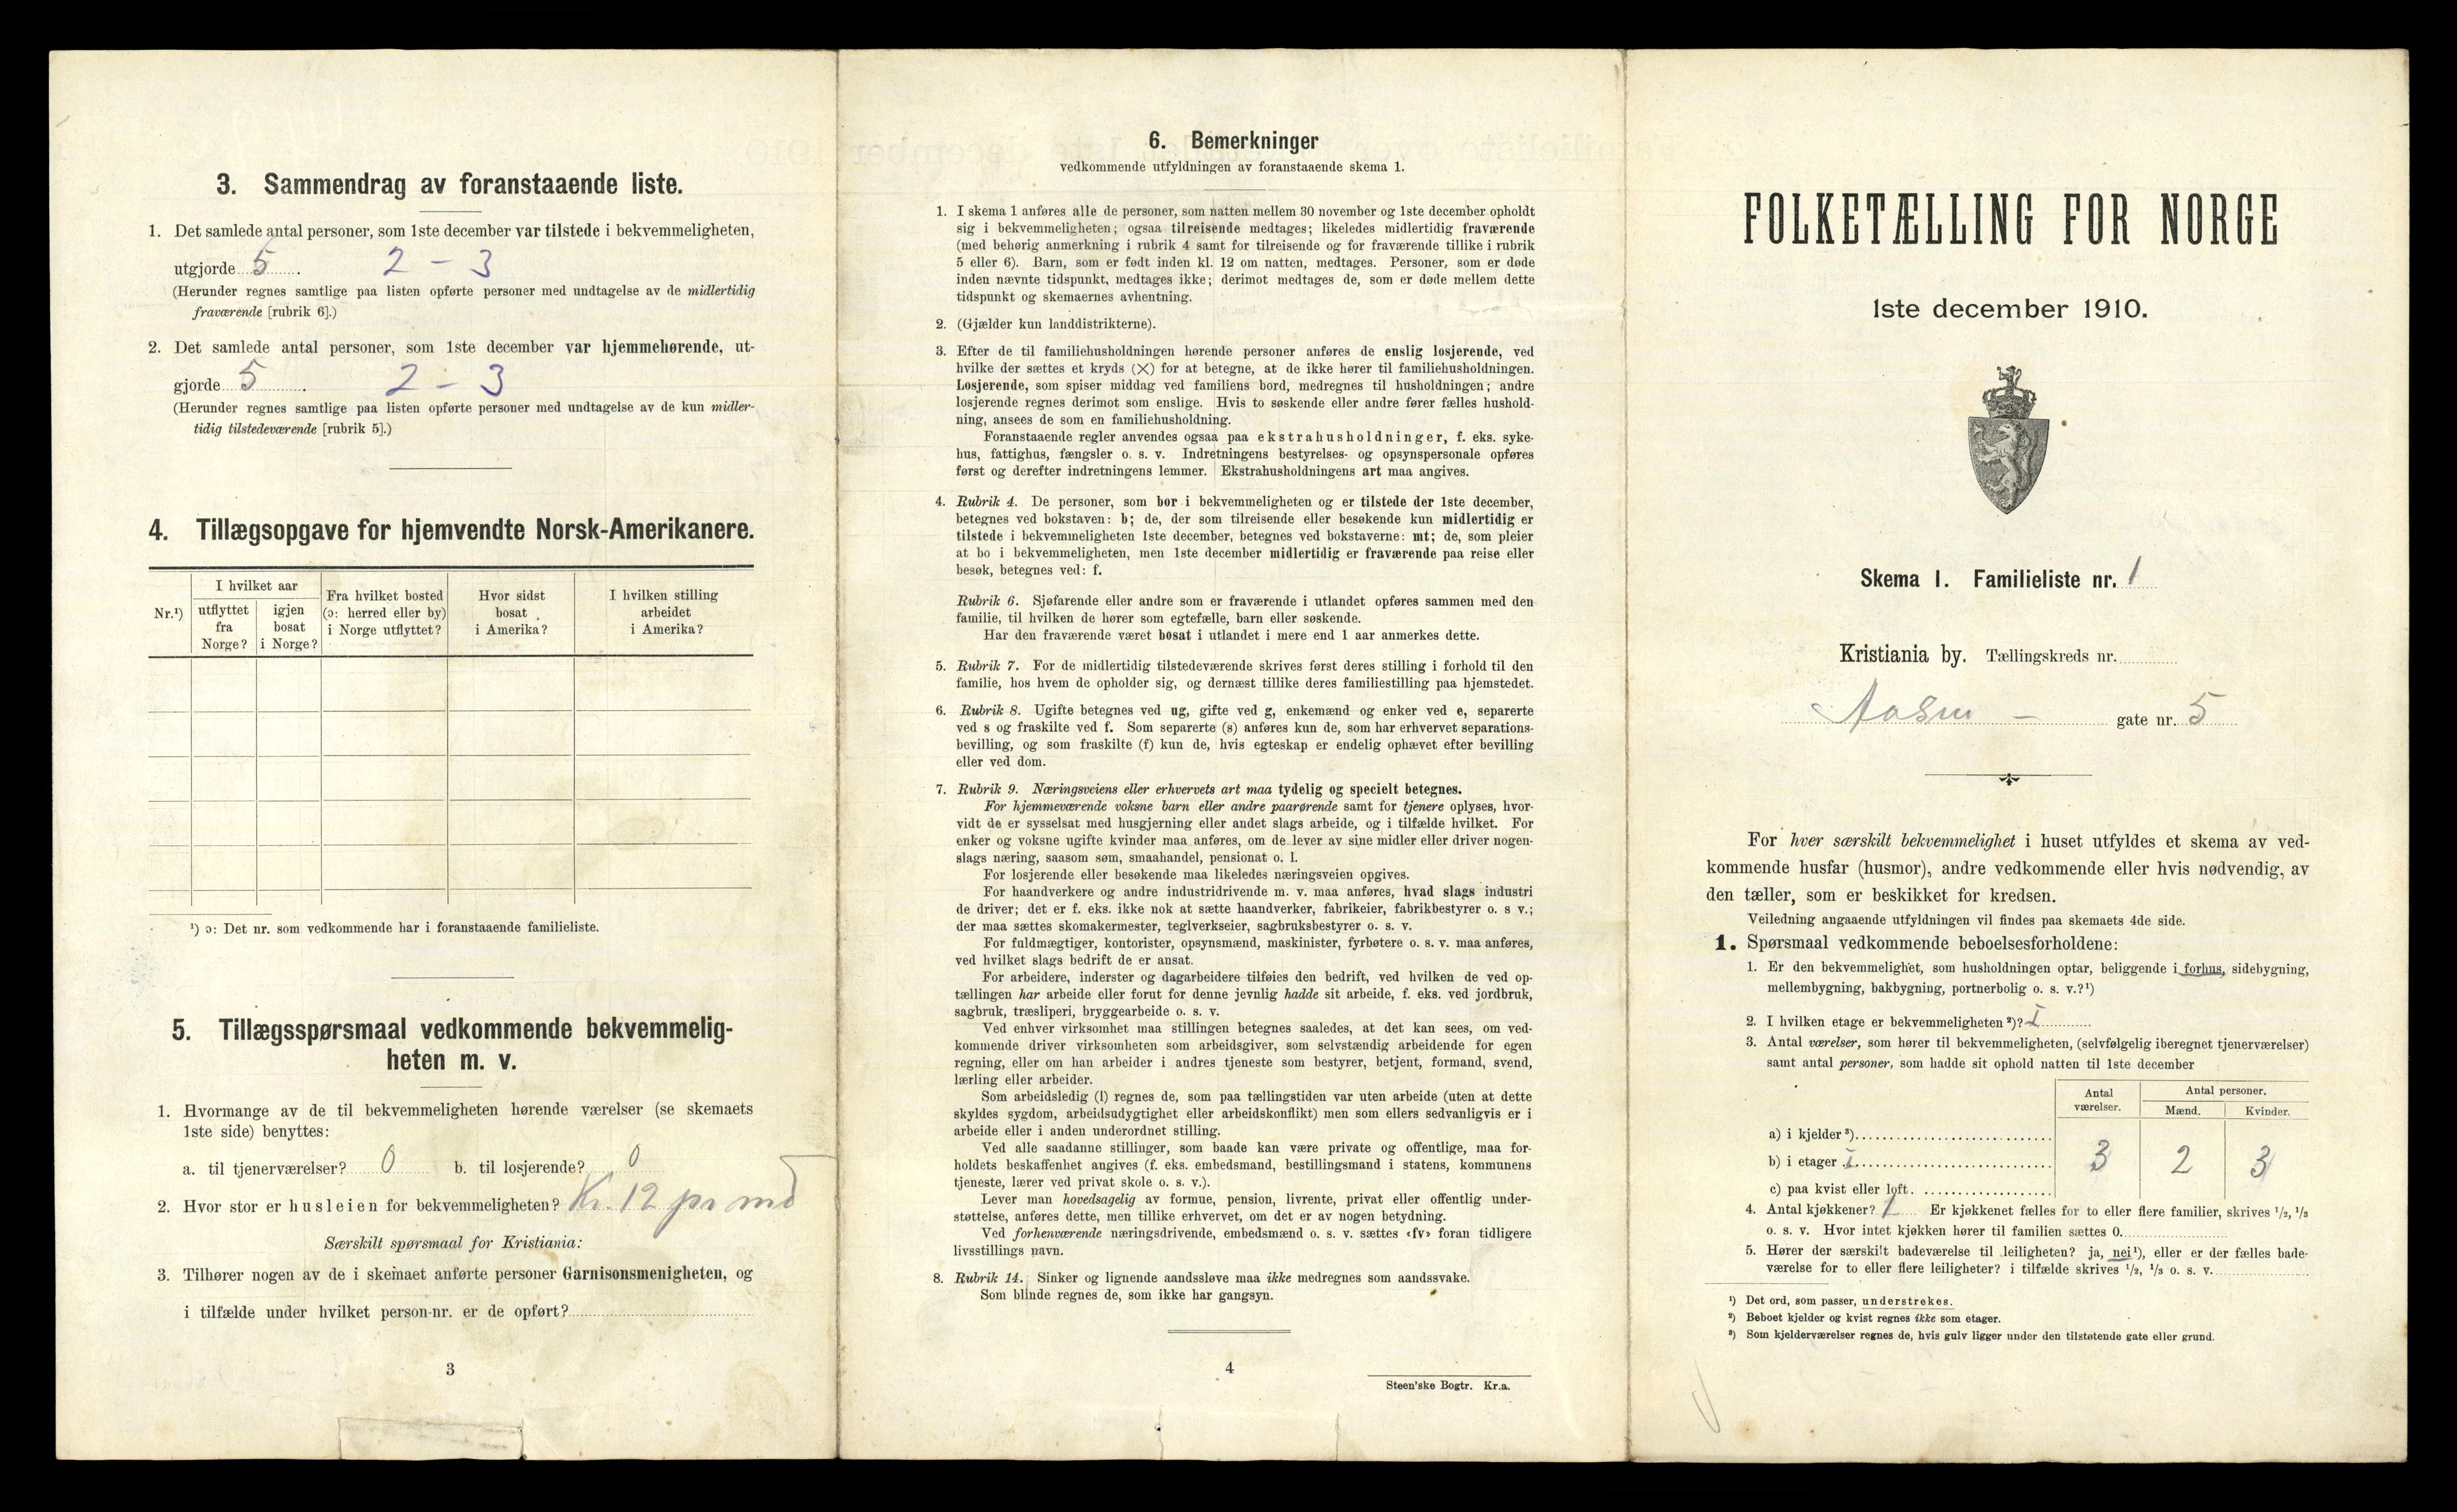 3. Sammendrag av foranstaaende liste.
1. Det samlede antal personer, som 1ste december var tilstede i bekvemmeligheten,
utgjorde 5. 2 - 3
(Herunder regnes samtlige paa listen opførte personer med undtagelse av de midlertidig
fraværende [rubrik 6].)
2. Det samlede antal personer, som 1ste december var hjemmehørende, ut-
gjorde 5. 2 - 3
(Herunder regnes samtlige paa listen opførte personer med undtagelse av de kun midler-
tidig tilstedeværende [rubrik 5].)
4. Tillægsopgave for hjemvendte Norsk-Amerikanere.
Nr.¹)
I hvilket aar
utflyttet
fra
Norge?
igjen
bosat
i Norge?
Fra hvilket bosted
(ɔ: herred eller by)
i Norge utflyttet?
Hvor sidst
bosat
i Amerika?
I hvilken stilling
arbeidet
i Amerika?
¹) ɔ: Det nr. som vedkommende har i foranstaaende familieliste.
5. Tillægsspørsmaal vedkommende bekvemmelig-
heten m. v.
1. Hvormange av de til bekvemmeligheten hørende værelser (se skemaets
1ste side) benyttes:
a. til tjenerværelser? 0 b. til losjerende? 0
2. Hvor stor er husleien for bekvemmeligheten? Kr. 12 pr md
Særskilt spørsmaal for Kristiania:
3. Tilhører nogen av de i skemaet anførte personer Garnisonsmenigheten, og
i tilfælde under hvilket person-nr. er de opført?
3
6. Bemerkninger
vedkommende utfyldningen av foranstaaende skema 1.
1. I skema 1 anføres alle de personer, som natten mellem 30 november og 1ste december opholdt
sig i bekvemmeligheten; ogsaa tilreisende medtages; likeledes midlertidig fraværende
(med behørig anmerkning i rubrik 4 samt for tilreisende og for fraværende tillike i rubrik
5 eller 6). Barn, som er født inden kl. 12 om natten, medtages. Personer, som er døde
inden nævnte tidspunkt, medtages ikke; derimot medtages de, som er døde mellem dette
tidspunkt og skemaernes avhentning.
2. (Gjælder kun landdistrikterne).
3. Efter de til familiehusholdningen hørende personer anføres de enslig losjerende, ved
hvilke der sættes et kryds (✕) for at betegne, at de ikke hører til familiehusholdningen.
Losjerende, som spiser middag ved familiens bord, medregnes til husholdningen; andre
losjerende regnes derimot som enslige. Hvis to søskende eller andre fører fælles hushold-
ning, ansees de som en familiehusholdning.
Foranstaaende regler anvendes ogsaa paa ekstrahusholdninger, f. eks. syke-
hus, fattighus, fængsler o. s. v. Indretningens bestyrelses- og opsynspersonale opføres
først og derefter indretningens lemmer. Ekstrahusholdningens art maa angives.
4. Rubrik 4. De personer, som bor i bekvemmeligheten og er tilstede der 1ste december,
betegnes ved bokstaven: b; de, der som tilreisende eller besøkende kun midlertidig er
tilstede i bekvemmeligheten 1ste december, betegnes ved bokstaverne: mt; de, som pleier
at bo i bekvemmeligheten, men 1ste december midlertidig er fraværende paa reise eller
besøk, betegnes ved: f.
Rubrik 6. Sjøfarende eller andre som er fraværende i utlandet opføres sammen med den
familie, til hvilken de hører som egtefælle, barn eller søskende.
Har den fraværende været bosat i utlandet i mere end 1 aar anmerkes dette.
5. Rubrik 7. For de midlertidig tilstedeværende skrives først deres stilling i forhold til den
familie, hos hvem de opholder sig, og dernæst tillike deres familiestilling paa hjemstedet.
6. Rubrik 8. Ugifte betegnes ved ug, gifte ved g, enkemænd og enker ved e, separerte
ved s og fraskilte ved f. Som separerte (s) anføres kun de, som har erhvervet separations-
bevilling, og som fraskilte (f) kun de, hvis egteskap er endelig ophævet efter bevilling
eller ved dom.
7. Rubrik 9. Næringsveiens eller erhvervets art maa tydelig og specielt betegnes.
For hjemmeværende voksne barn eller andre paarørende samt for tjenere oplyses, hvor-
vidt de er sysselsat med husgjerning eller andet slags arbeide, og i tilfælde hvilket. For
enker og voksne ugifte kvinder maa anføres, om de lever av sine midler eller driver nogen-
slags næring, saasom søm, smaahandel, pensionat o. l.
For losjerende eller besøkende maa likeledes næringsveien opgives.
For haandverkere og andre industridrivende m. v. maa anføres, hvad slags industri
de driver; det er f. eks. ikke nok at sætte haandverker, fabrikeier, fabrikbestyrer o. s v.;
der maa sættes skomakermester, teglverkseier, sagbruksbestyrer o. s. v.
For fuldmægtiger, kontorister, opsynsmænd, maskinister, fyrbøtere o. s. v. maa anføres,
ved hvilket slags bedrift de er ansat.
For arbeidere, inderster og dagarbeidere tilføies den bedrift, ved hvilken de ved op-
tællingen har arbeide eller forut for denne jevnlig hadde sit arbeide, f. eks. ved jordbruk,
sagbruk, træsliperi, bryggearbeide o. s. v.
Ved enhver virksomhet maa stillingen betegnes saaledes, at det kan sees, om ved-
kommende driver virksomheten som arbeidsgiver, som selvstændig arbeidende for egen
regning, eller om han arbeider i andres tjeneste som bestyrer, betjent, formand, svend,
lærling eller arbeider.
Som arbeidsledig (l) regnes de, som paa tællingstiden var uten arbeide (uten at dette
skyldes sygdom, arbeidsudygtighet eller arbeidskonflikt) men som ellers sedvanligvis er i
arbeide eller i anden underordnet stilling.
Ved alle saadanne stillinger, som baade kan være private og offentlige, maa for-
holdets beskaffenhet angives (f. eks. embedsmand, bestillingsmand i statens, kommunens
tjeneste, lærer ved privat skole o. s. v.).
Lever man hovedsagelig av formue, pension, livrente, privat eller offentlig under-
støttelse, anføres dette, men tillike erhvervet, om det er av nogen betydning.
Ved forhenværende næringsdrivende, embedsmænd o. s. v. sættes «fv» foran tidligere
livsstillings navn.
8. Rubrik 14. Sinker og lignende aandssløve maa ikke medregnes som aandssvake.
Som blinde regnes de, som ikke har gangsyn.
4
Steen'ske Bogtr. Kr.a.
FOLKETÆLLING FOR NORGE
1ste december 1910.
Skema 1. Familieliste nr. 1
Kristiania by. Tællingskreds nr.
Aasen - gate nr. 5
For hver særskilt bekvemmelighet i huset utfyldes et skema av ved-
kommende husfar (husmor), andre vedkommende eller hvis nødvendig, av
den tæller, som er beskikket for kredsen.
Veiledning angaaende utfyldningen vil findes paa skemaets 4de side.
1. Spørsmaal vedkommende beboelsesforholdene:
1. Er den bekvemmelighet, som husholdningen optar, beliggende i forhus, sidebygning,
mellembygning, bakbygning, portnerbolig o. s. v.?¹)
2. I hvilken etage er bekvemmeligheten²)? I
3. Antal værelser, som hører til bekvemmeligheten, (selvfølgelig iberegnet tjenerværelser)
samt antal personer, som hadde sit ophold natten til 1ste december
Antal
værelser.
Antal personer.
Mænd. Kvinder.
a) i kjelder³)
b) i etager I 3 2 3
c) paa kvist eller loft
4. Antal kjøkkener? 1 Er kjøkkenet fælles for to eller flere familier, skrives ¹/₂, ¹/₃
o. s. v. Hvor intet kjøkken hører til familien sættes 0.
5. Hører der særskilt badeværelse til leiligheten? ja, nei¹), eller er der fælles bade-
værelse for to eller flere leiligheter? i tilfælde skrives ¹/₂, ¹/₃ o. s. v.
¹) Det ord, som passer, understrekes.
²) Beboet kjelder og kvist regnes ikke som etager.
³) Som kjelderværelser regnes de, hvis gulv ligger under den tilstøtende gate eller grund.